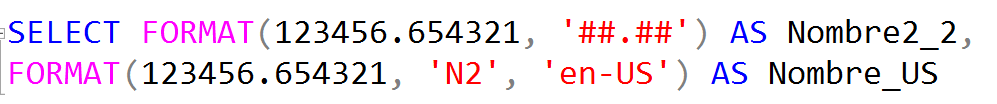 SELECT FORMAT(123456.654321, '##.##') AS Nombre2_2,
FORMAT(123456.654321, 'N2', 'en-US') AS Nombre_US